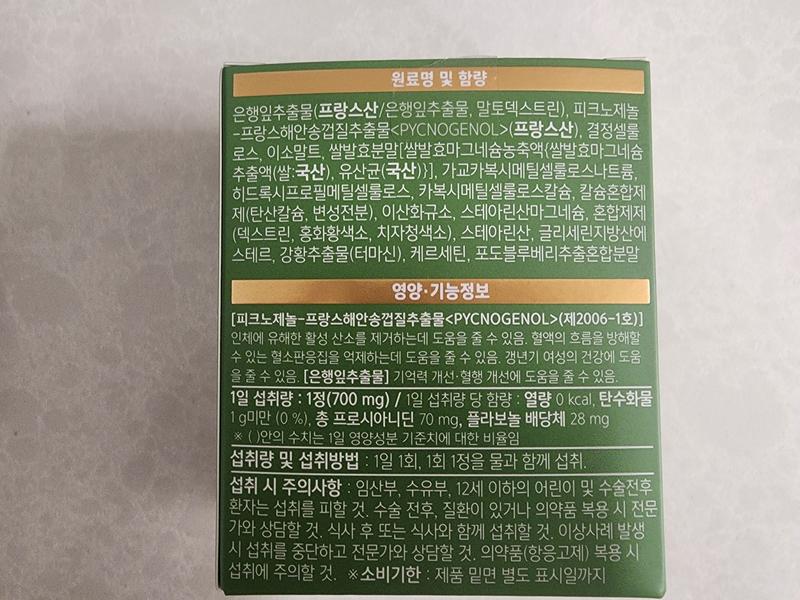 원료명 및 함량
은행잎추출물(프랑스산/은행잎추출물, 말토덱스트린), 피크노제놀
-프랑스해안송껍질추출물<PYCNOGENOL>(프랑스산), 결정셀룰
로스, 이소말트, 쌀발효분말[쌀발효마그네슘농축액{쌀발효마그네슘
추출액(쌀:국산), 유산균(국산)}], 가교카복시메틸셀룰로스나트륨,
히드록시프로필메틸셀룰로스, 카복시메틸셀룰로스칼슘, 칼슘혼합제
제(탄산칼슘, 변성전분), 이산화규소, 스테아린산마그네슘, 혼합제제
(덱스트린, 홍화황색소, 치자청색소), 스테아린산, 글리세린지방산에
스테르, 강황추출물(터마신), 케르세틴, 포도블루베리추출혼합분말
영양·기능정보
[피크노제놀-프랑스해안송껍질추출물<PYCNOGENOL>(제2006-1호)]
인체에 유해한 활성 산소를 제거하는데 도움을 줄 수 있음. 혈액의 흐름을 방해할
수 있는 혈소판응집을 억제하는데 도움을 줄 수 있음. 갱년기 여성의 건강에 도움
을 줄 수 있음. [은행잎추출물] 기억력 개선·혈행 개선에 도움을 줄 수 있음.
1일 섭취량 : 1정(700 mg) / 1일 섭취량 당 함량 : 열량 0 kcal, 탄수화물
1 g미만 (0 %), 총 프로시아니딘 70 mg, 플라보놀 배당체 28 mg
※ ( )안의 수치는 1일 영양성분 기준치에 대한 비율임
섭취량 및 섭취방법 : 1일 1회, 1회 1정을 물과 함께 섭취.
섭취 시 주의사항 : 임산부, 수유부, 12세 이하의 어린이 및 수술전후
환자는 섭취를 피할 것. 수술 전후, 질환이 있거나 의약품 복용 시 전문
가와 상담할 것. 식사 후 또는 식사와 함께 섭취할 것. 이상사례 발생
시 섭취를 중단하고 전문가와 상담할 것. 의약품(항응고제) 복용 시
섭취에 주의할 것. ※소비기한 : 제품 밑면 별도 표시일까지